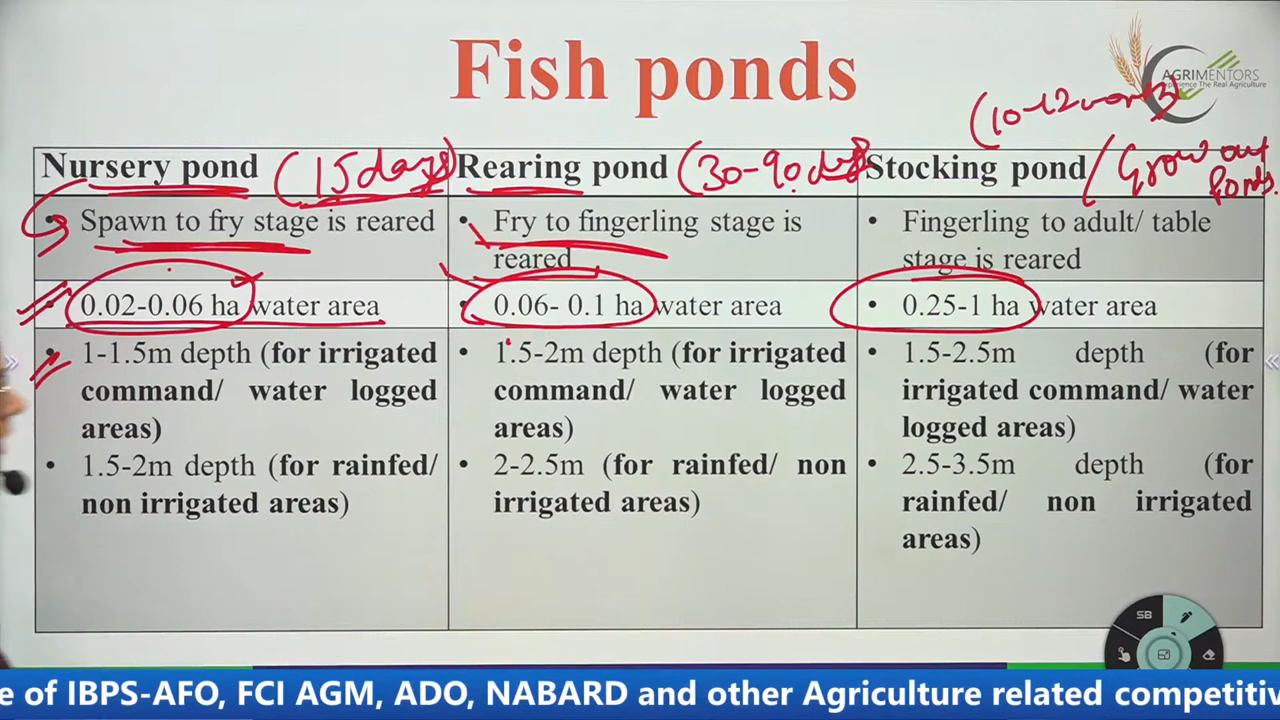 Fish ponds
AGRIMENTORS
Experience The Real Agriculture
(10-12 months)
Nursery pond (15 days)
Rearing pond (30-90 days)
Stocking pond / Grow out
Ponds.
• Spawn to fry stage is reared
• Fry to fingerling stage is
reared
• Fingerling to adult/ table
stage is reared
0.02-0.06 ha water area
• 0.06- 0.1 ha water area
• 0.25-1 ha water area
• 1-1.5m depth (for irrigated
command/ water logged
areas)
• 1.5-2m depth (for rainfed/
non irrigated areas)
• 1.5-2m depth (for irrigated
command/ water logged
areas)
• 2-2.5m (for rainfed/ non
irrigated areas)
• 1.5-2.5m depth (for
irrigated command/ water
logged areas)
• 2.5-3.5m depth (for
rainfed/ non irrigated
areas)
SB
e of IBPS-AFO, FCI AGM, ADO, NABARD and other Agriculture related competitiv